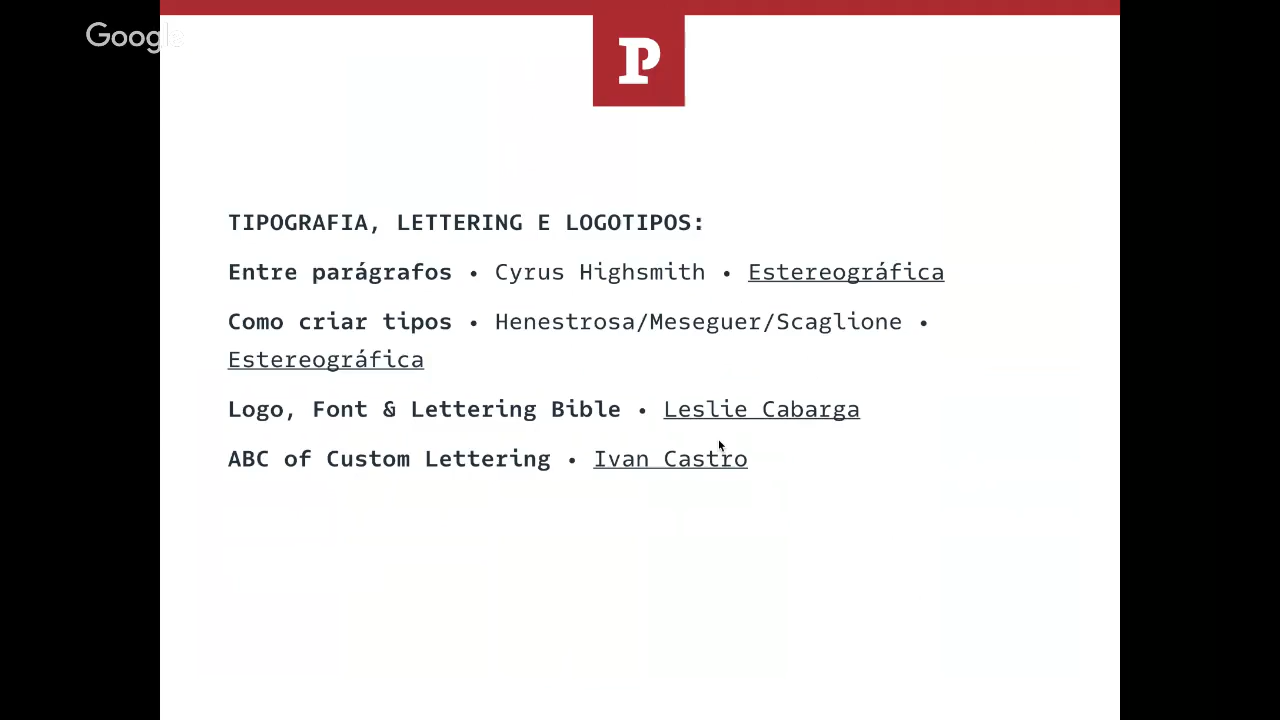 Google
P
TIPOGRAFIA, LETTERING E LOGOTIPOS:
Entre parágrafos • Cyrus Highsmith • Estereográfica
Como criar tipos • Henestrosa/Meseguer/Scaglione •
Estereográfica
Logo, Font & Lettering Bible • Leslie Cabarga
ABC of Custom Lettering • Ivan Castro